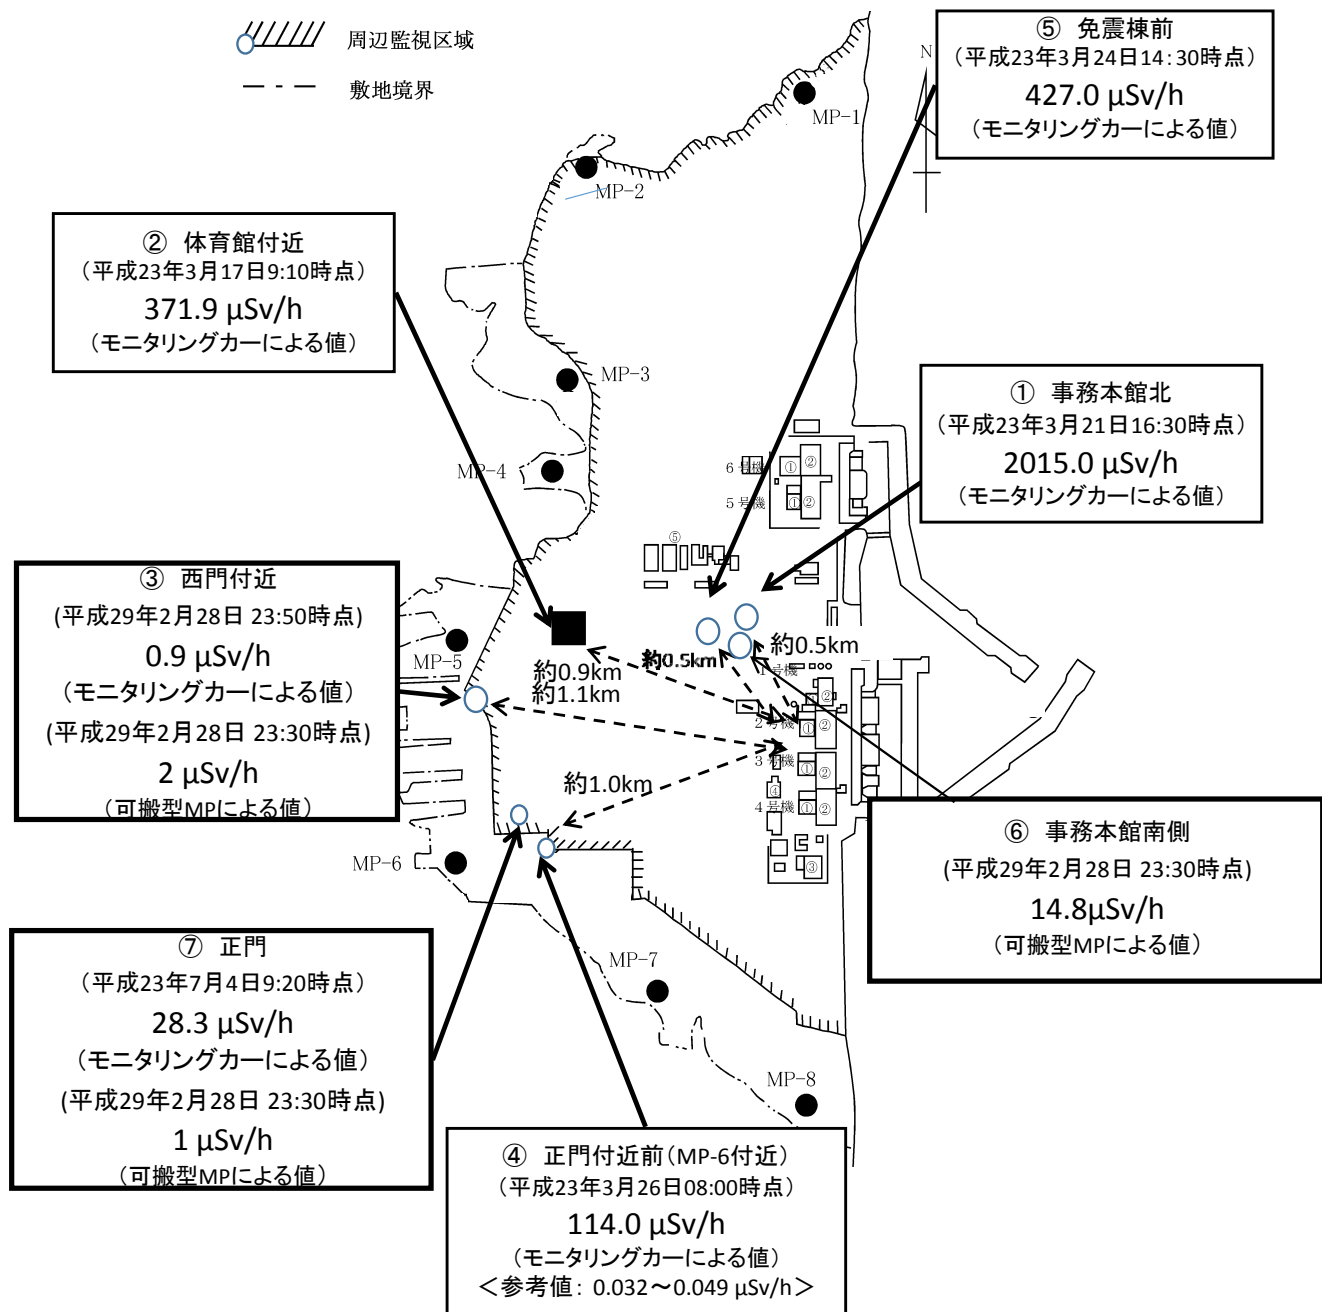 周辺監視区域
敷地境界
⑤ 免震棟前
(平成23年3月24日14:30時点)
427.0 μSv/h
(モニタリングカーによる値)
N
MP-1
MP-2
② 体育館付近
(平成23年3月17日9:10時点)
371.9 μSv/h
(モニタリングカーによる値)
MP-3
① 事務本館北
(平成23年3月21日16:30時点)
2015.0 μSv/h
(モニタリングカーによる値)
MP-4
6号機
① ②
5号機
① ②
⑤
③ 西門付近
(平成29年2月28日 23:50時点)
0.9 μSv/h
(モニタリングカーによる値)
(平成29年2月28日 23:30時点)
2 μSv/h
(可搬型MPによる値)
MP-5
約0.9km
約1.1km
約0.5km
約0.5km
1号機
②
2号機
① ②
3号機
① ②
約1.0km
④
4号機
① ②
③
MP-6
⑥ 事務本館南側
(平成29年2月28日 23:30時点)
14.8μSv/h
(可搬型MPによる値)
⑦ 正門
(平成23年7月4日9:20時点)
28.3 μSv/h
(モニタリングカーによる値)
(平成29年2月28日 23:30時点)
1 μSv/h
(可搬型MPによる値)
MP-7
MP-8
④ 正門付近前(MP-6付近)
(平成23年3月26日08:00時点)
114.0 μSv/h
(モニタリングカーによる値)
<参考値: 0.032～0.049 μSv/h>